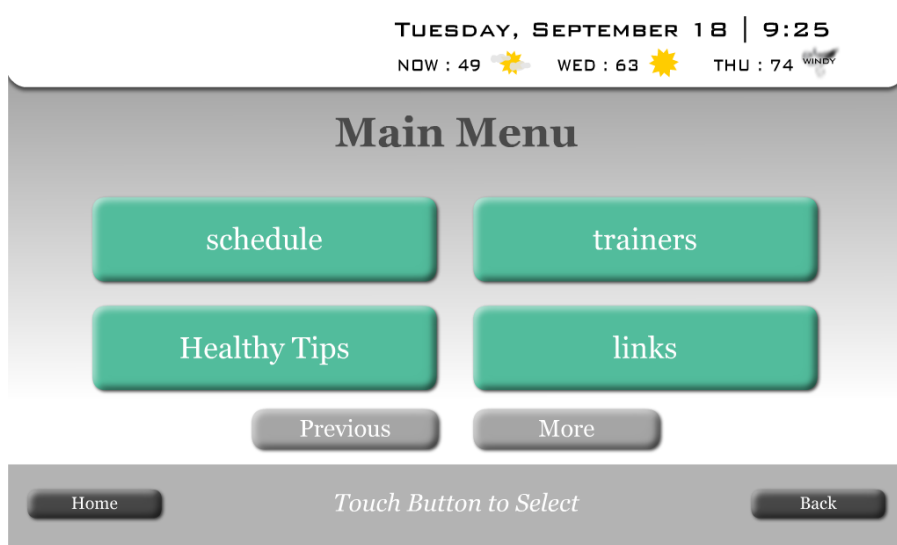 Tuesday, September 18 | 9:25
NOW : 49 WED : 63 THU : 74 WINDY
Main Menu
schedule trainers
Healthy Tips links
Previous More
Home Touch Button to Select Back